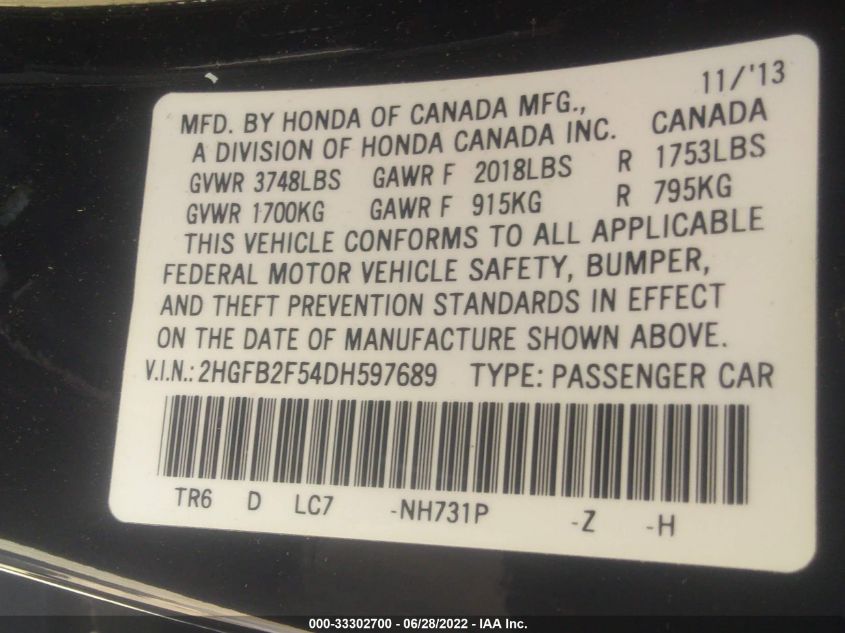 11/'13
MFD. BY HONDA OF CANADA MFG., CANADA
A DIVISION OF HONDA CANADA INC.
GVWR 3748LBS GAWR F 2018LBS R 1753LBS
GVWR 1700KG GAWR F 915KG R 795KG
THIS VEHICLE CONFORMS TO ALL APPLICABLE
FEDERAL MOTOR VEHICLE SAFETY, BUMPER,
AND THEFT PREVENTION STANDARDS IN EFFECT
ON THE DATE OF MANUFACTURE SHOWN ABOVE.
V.I.N.: 2HGFB2F54DH597689 TYPE: PASSENGER CAR
TR6 D LC7 -NH731P -Z -H
000-33302700 - 06/28/2022 - IAA Inc.